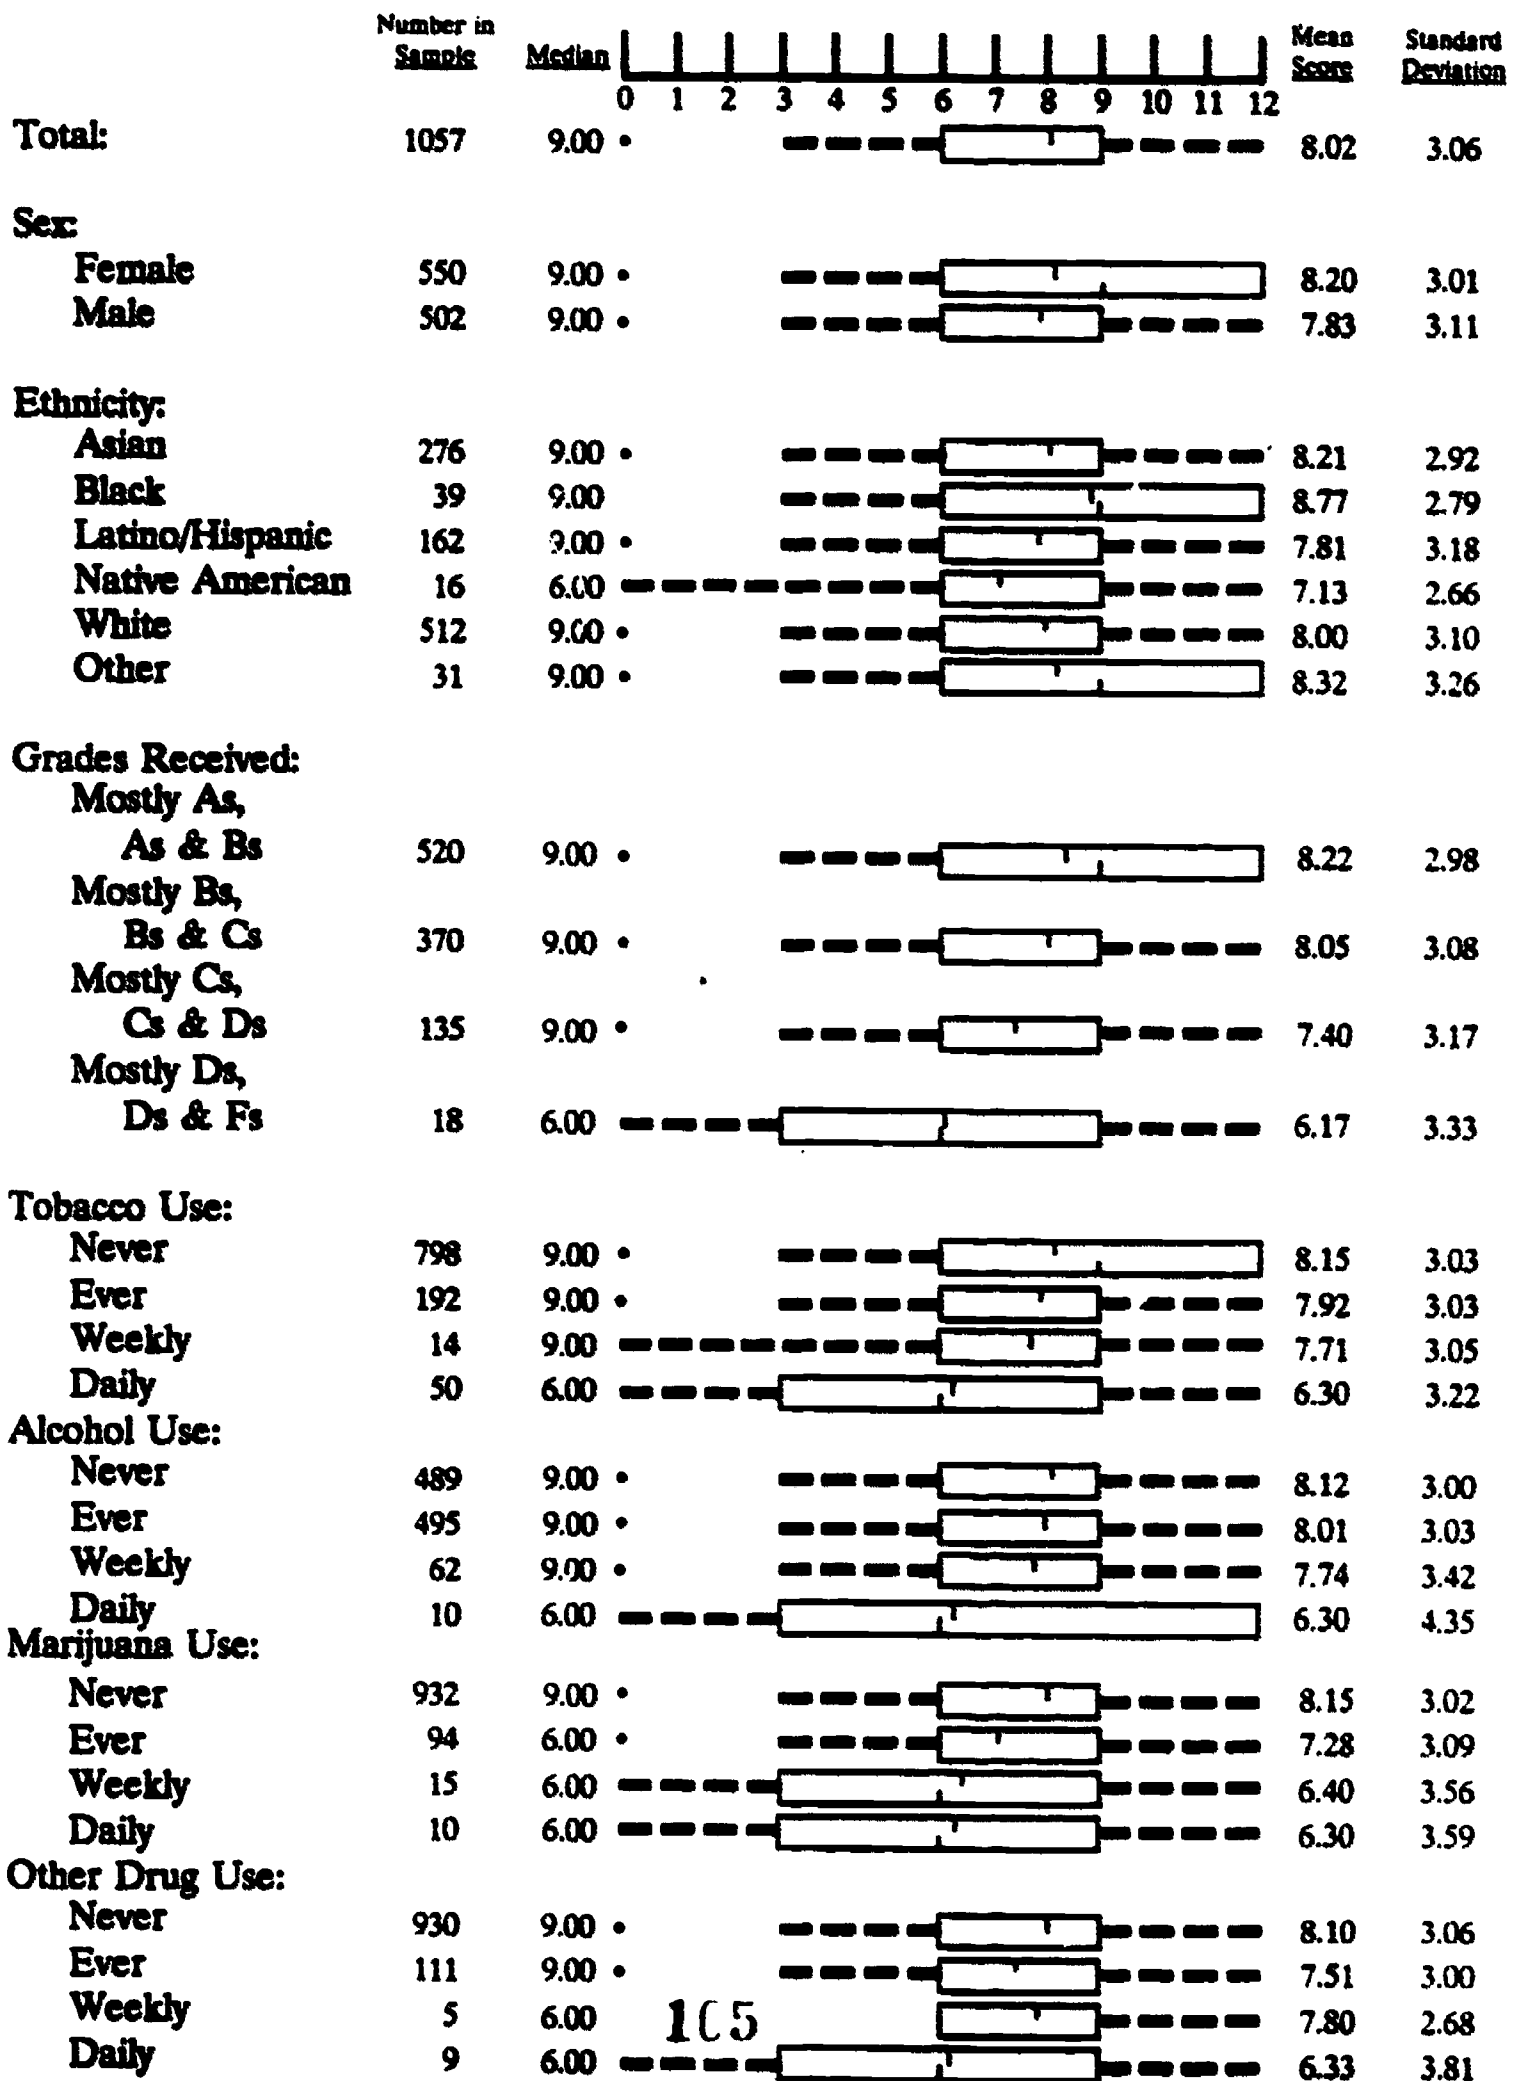 Number in Sample Median 0 1 2 3 4 5 6 7 8 9 10 11 12 Mean Score Standard Deviation
Total: 1057 9.00 8.02 3.06
Sex:
Female 550 9.00 8.20 3.01
Male 502 9.00 7.83 3.11
Ethnicity:
Asian 276 9.00 8.21 2.92
Black 39 9.00 8.77 2.79
Latino/Hispanic 162 9.00 7.81 3.18
Native American 16 6.00 7.13 2.66
White 512 9.00 8.00 3.10
Other 31 9.00 8.32 3.26
Grades Received:
Mostly As,
As & Bs 520 9.00 8.22 2.98
Mostly Bs,
Bs & Cs 370 9.00 8.05 3.08
Mostly Cs,
Cs & Ds 135 9.00 7.40 3.17
Mostly Ds,
Ds & Fs 18 6.00 6.17 3.33
Tobacco Use:
Never 798 9.00 8.15 3.03
Ever 192 9.00 7.92 3.03
Weekly 14 9.00 7.71 3.05
Daily 50 6.00 6.30 3.22
Alcohol Use:
Never 489 9.00 8.12 3.00
Ever 495 9.00 8.01 3.03
Weekly 62 9.00 7.74 3.42
Daily 10 6.00 6.30 4.35
Marijuana Use:
Never 932 9.00 8.15 3.02
Ever 94 6.00 7.28 3.09
Weekly 15 6.00 6.40 3.56
Daily 10 6.00 6.30 3.59
Other Drug Use:
Never 930 9.00 8.10 3.06
Ever 111 9.00 7.51 3.00
Weekly 5 6.00 105 7.80 2.68
Daily 9 6.00 6.33 3.81